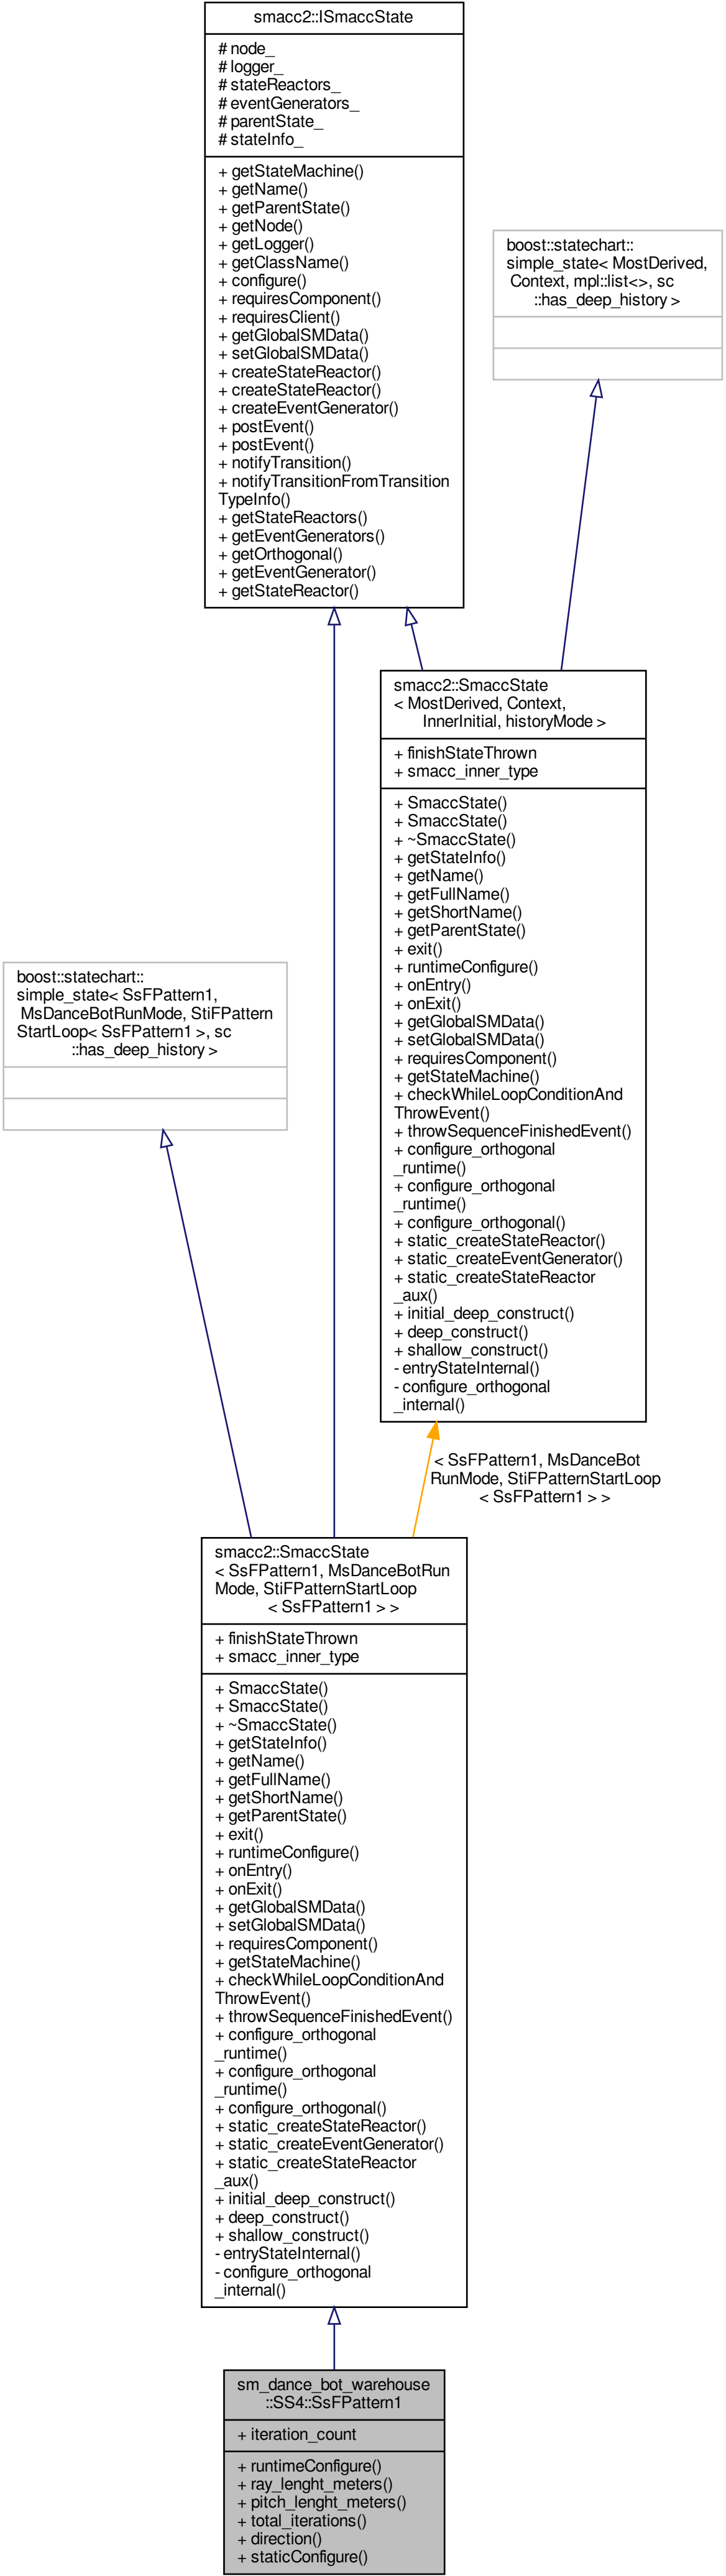 smacc2::ISmaccState
# node_
# logger_
# stateReactors_
# eventGenerators_
# parentState_
# stateInfo_
+ getStateMachine()
+ getName()
+ getParentState()
+ getNode()
+ getLogger()
+ getClassName()
+ configure()
+ requiresComponent()
+ requiresClient()
+ getGlobalSMData()
+ setGlobalSMData()
+ createStateReactor()
+ createStateReactor()
+ createEventGenerator()
+ postEvent()
+ postEvent()
+ notifyTransition()
+ notifyTransitionFromTransition
TypeInfo()
+ getStateReactors()
+ getEventGenerators()
+ getOrthogonal()
+ getEventGenerator()
+ getStateReactor()
boost::statechart::
simple_state< MostDerived,
Context, mpl::list<>, sc
::has_deep_history >
smacc2::SmaccState
< MostDerived, Context,
InnerInitial, historyMode >
+ finishStateThrown
+ smacc_inner_type
+ SmaccState()
+ SmaccState()
+ ~SmaccState()
+ getStateInfo()
+ getName()
+ getFullName()
+ getShortName()
+ getParentState()
+ exit()
+ runtimeConfigure()
+ onEntry()
+ onExit()
+ getGlobalSMData()
+ setGlobalSMData()
+ requiresComponent()
+ getStateMachine()
+ checkWhileLoopConditionAnd
ThrowEvent()
+ throwSequenceFinishedEvent()
+ configure_orthogonal
_runtime()
+ configure_orthogonal
_runtime()
+ configure_orthogonal()
+ static_createStateReactor()
+ static_createEventGenerator()
+ static_createStateReactor
_aux()
+ initial_deep_construct()
+ deep_construct()
+ shallow_construct()
- entryStateInternal()
- configure_orthogonal
_internal()
boost::statechart::
simple_state< SsFPattern1,
MsDanceBotRunMode, StiFPattern
StartLoop< SsFPattern1 >, sc
::has_deep_history >
< SsFPattern1, MsDanceBot
RunMode, StiFPatternStartLoop
< SsFPattern1 > >
smacc2::SmaccState
< SsFPattern1, MsDanceBotRun
Mode, StiFPatternStartLoop
< SsFPattern1 > >
+ finishStateThrown
+ smacc_inner_type
+ SmaccState()
+ SmaccState()
+ ~SmaccState()
+ getStateInfo()
+ getName()
+ getFullName()
+ getShortName()
+ getParentState()
+ exit()
+ runtimeConfigure()
+ onEntry()
+ onExit()
+ getGlobalSMData()
+ setGlobalSMData()
+ requiresComponent()
+ getStateMachine()
+ checkWhileLoopConditionAnd
ThrowEvent()
+ throwSequenceFinishedEvent()
+ configure_orthogonal
_runtime()
+ configure_orthogonal
_runtime()
+ configure_orthogonal()
+ static_createStateReactor()
+ static_createEventGenerator()
+ static_createStateReactor
_aux()
+ initial_deep_construct()
+ deep_construct()
+ shallow_construct()
- entryStateInternal()
- configure_orthogonal
_internal()
sm_dance_bot_warehouse
::SS4::SsFPattern1
+ iteration_count
+ runtimeConfigure()
+ ray_lenght_meters()
+ pitch_lenght_meters()
+ total_iterations()
+ direction()
+ staticConfigure()